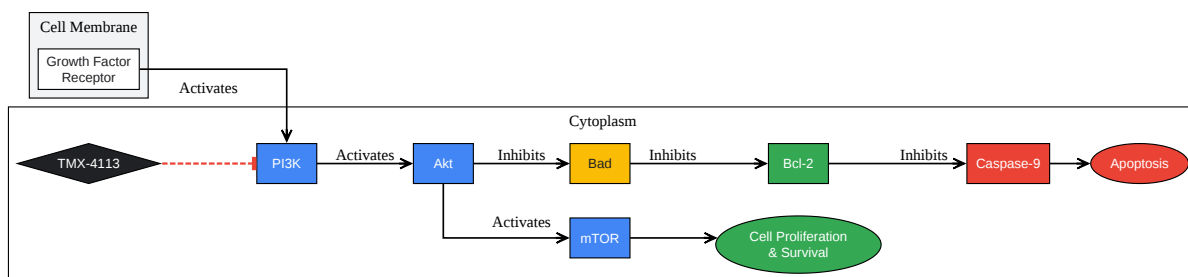 Cell Membrane
Growth Factor
Receptor
Activates
Cytoplasm
TMX-4113
PI3K
Activates
Akt
Inhibits
Bad
Inhibits
Bcl-2
Inhibits
Caspase-9
Apoptosis
Activates
mTOR
Cell Proliferation
& Survival